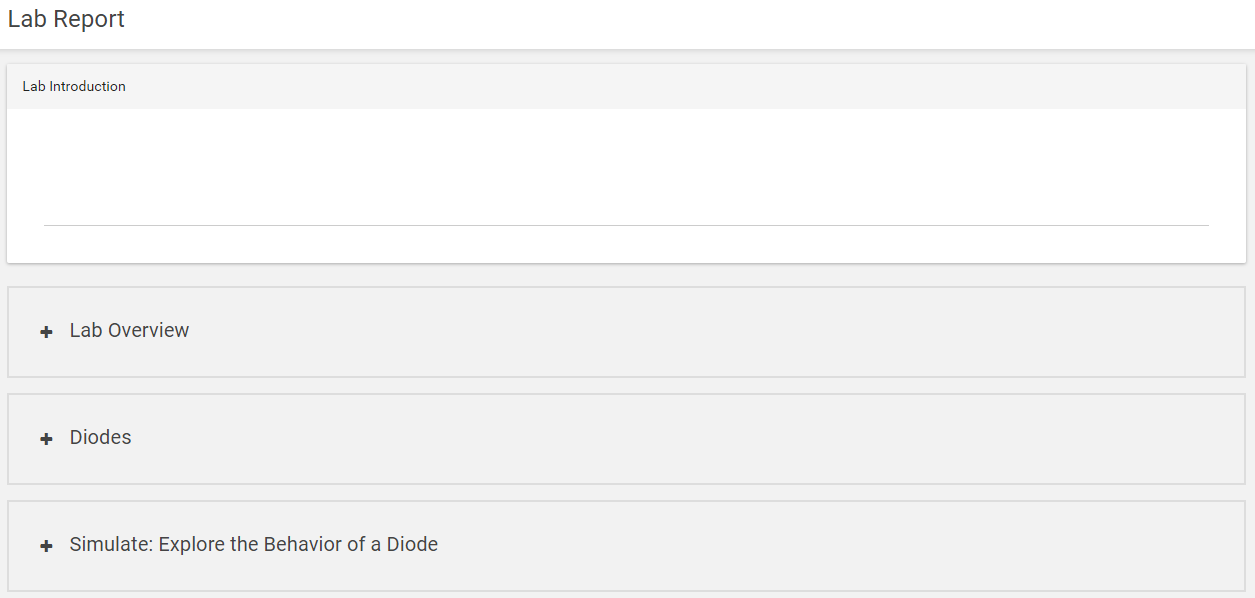 Lab Report
Lab Introduction
Lab Overview
Diodes
Simulate: Explore the Behavior of a Diode